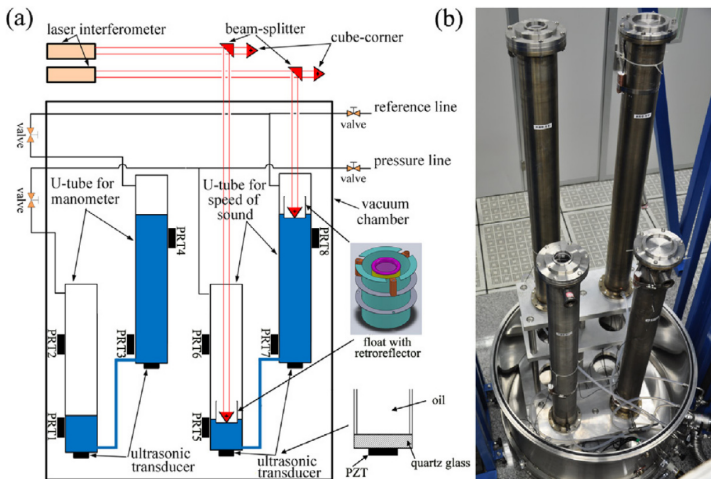 (a)
laser interferometer
beam-splitter
cube-corner
(b)
reference line
valve
valve
pressure line
valve
valve
U-tube for
manometer
U-tube for
speed of
sound
vacuum
chamber
PRT4
PRT8
PRT2
PRT3
PRT6
PRT7
float with
retroreflector
PRT1
PRT5
oil
ultrasonic
transducer
ultrasonic
transducer
quartz glass
PZT